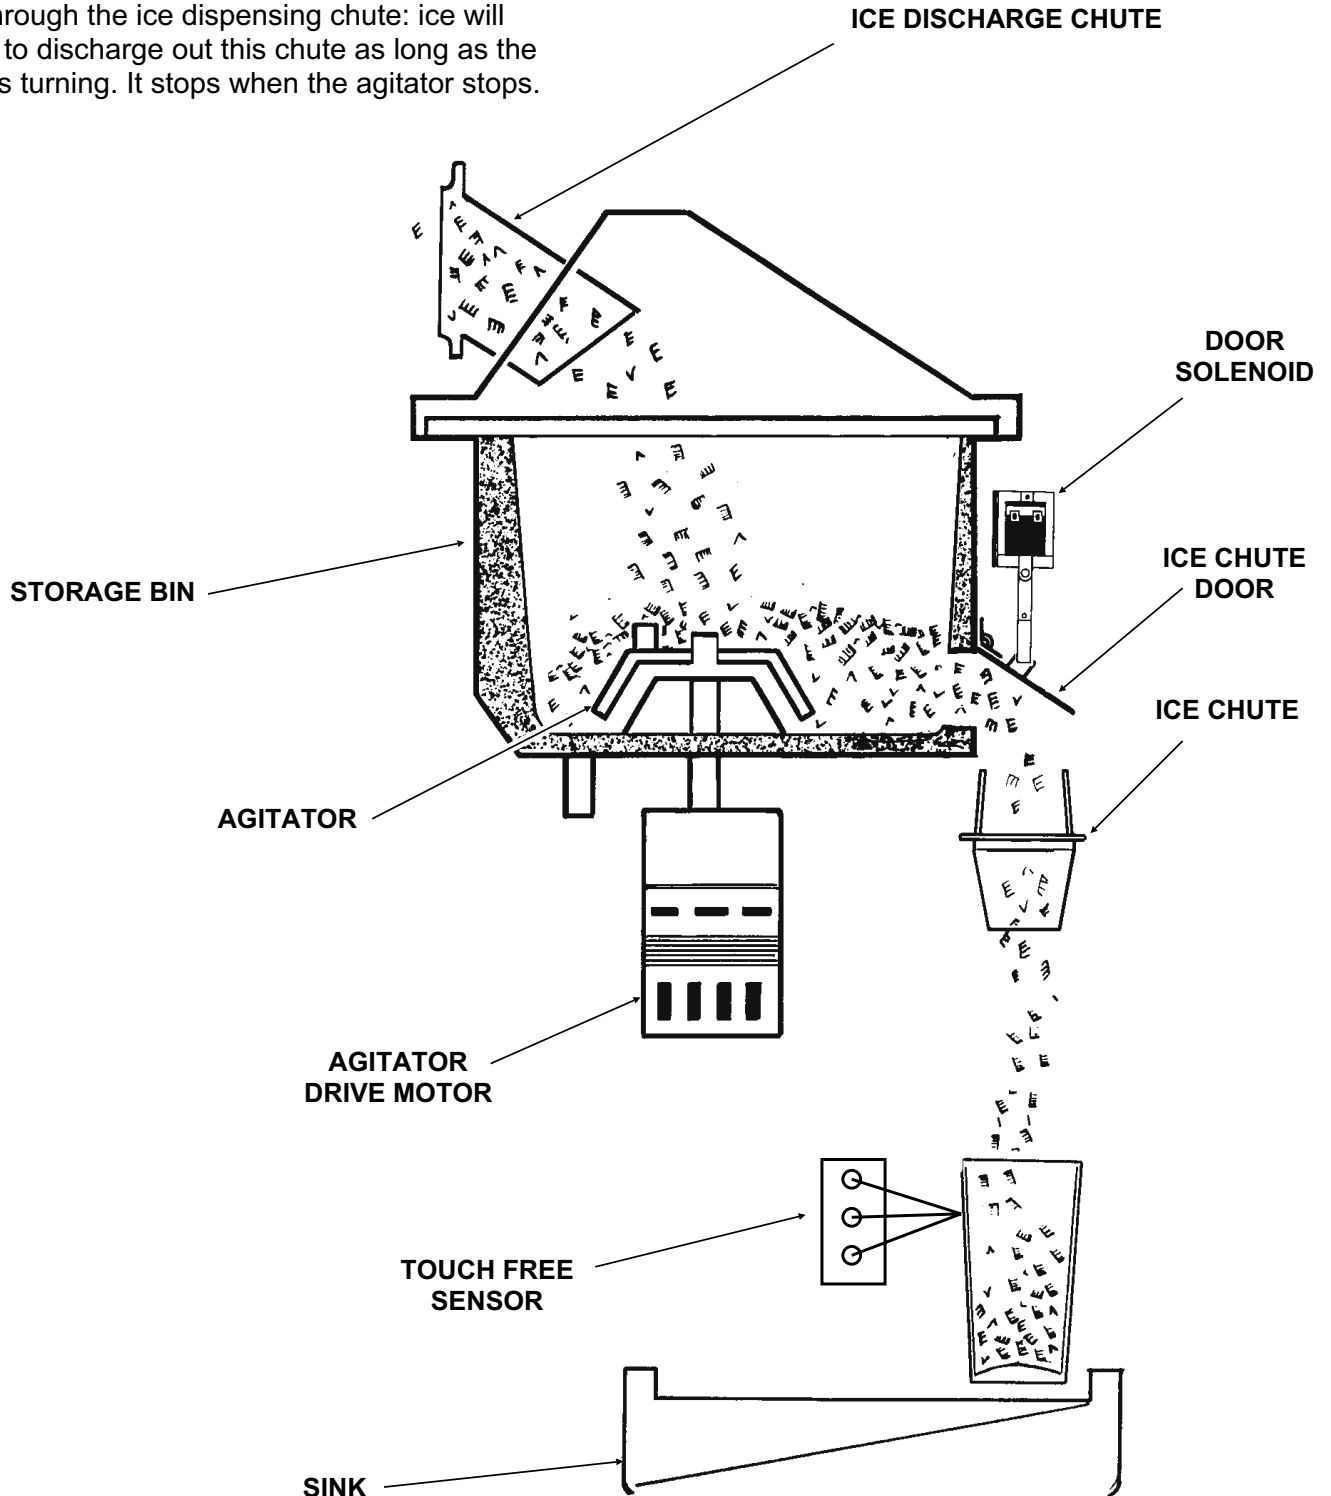 hrough the ice dispensing chute: ice will
to discharge out this chute as long as the
s turning. It stops when the agitator stops.
ICE DISCHARGE CHUTE
DOOR
SOLENOID
ICE CHUTE
DOOR
STORAGE BIN
ICE CHUTE
AGITATOR
AGITATOR
DRIVE MOTOR
TOUCH FREE
SENSOR
SINK